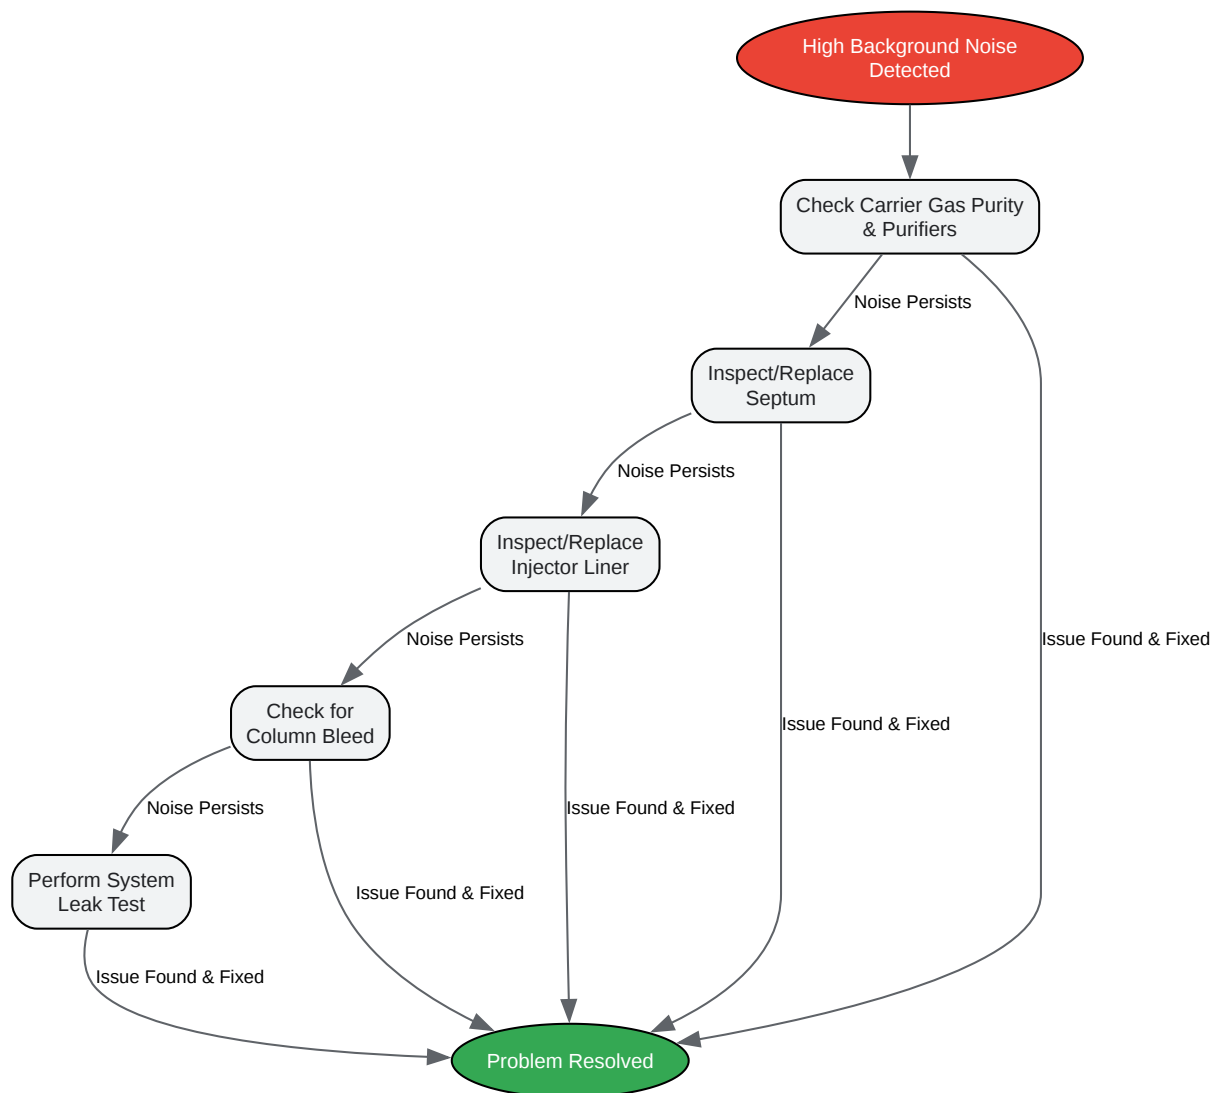 High Background Noise
Detected
Check Carrier Gas Purity
& Purifiers
Noise Persists
Inspect/Replace
Septum
Noise Persists
Inspect/Replace
Injector Liner
Noise Persists
Issue Found & Fixed
Check for
Column Bleed
Issue Found & Fixed
Noise Persists
Issue Found & Fixed
Perform System
Leak Test
Issue Found & Fixed
Issue Found & Fixed
Problem Resolved